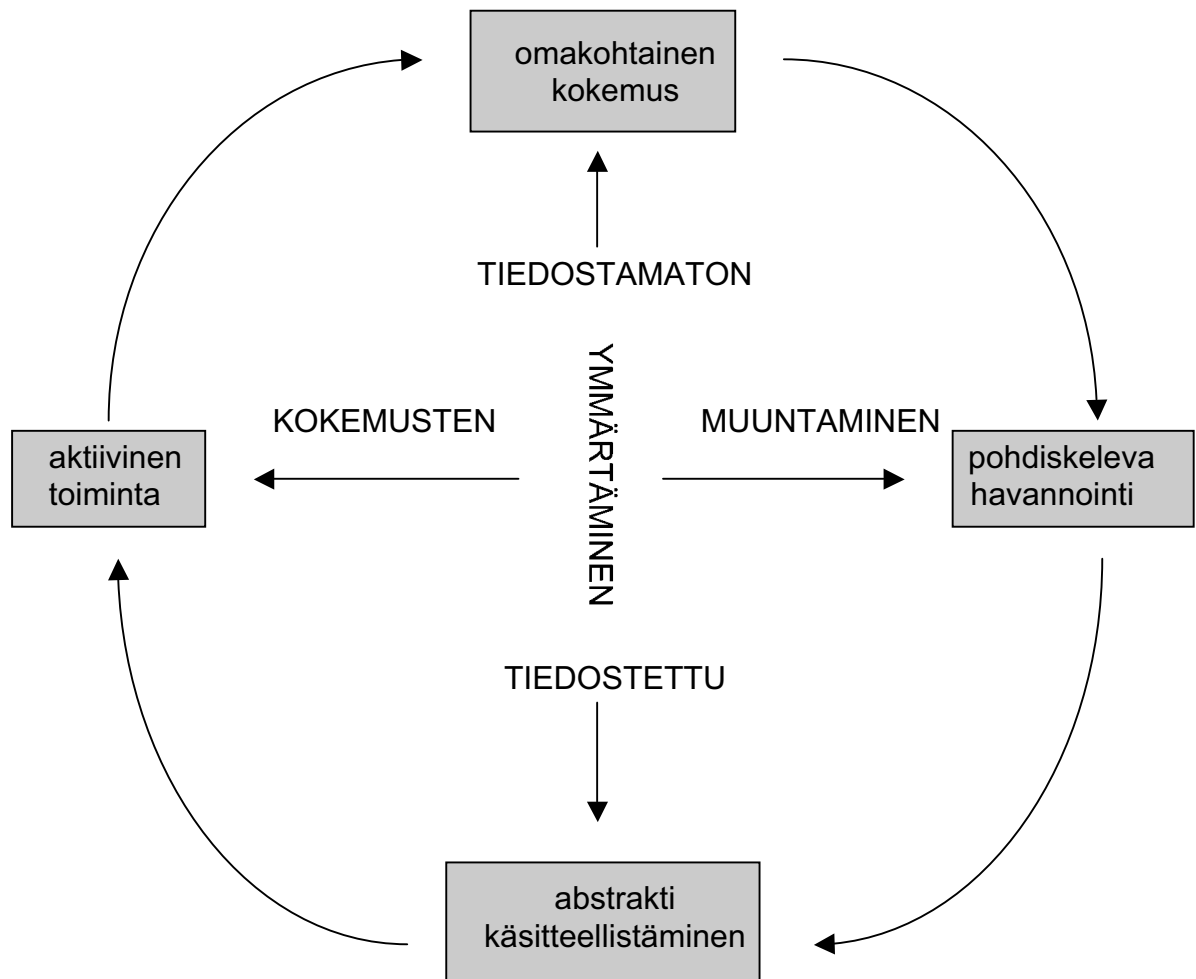 omakohtainen
kokemus
TIEDOSTAMATON
YMMÄRTÄMINEN
KOKEMUSTEN
MUUNTAMINEN
aktiivinen
toiminta
pohdiskeleva
havannointi
TIEDOSTETTU
abstrakti
käsitteellistäminen